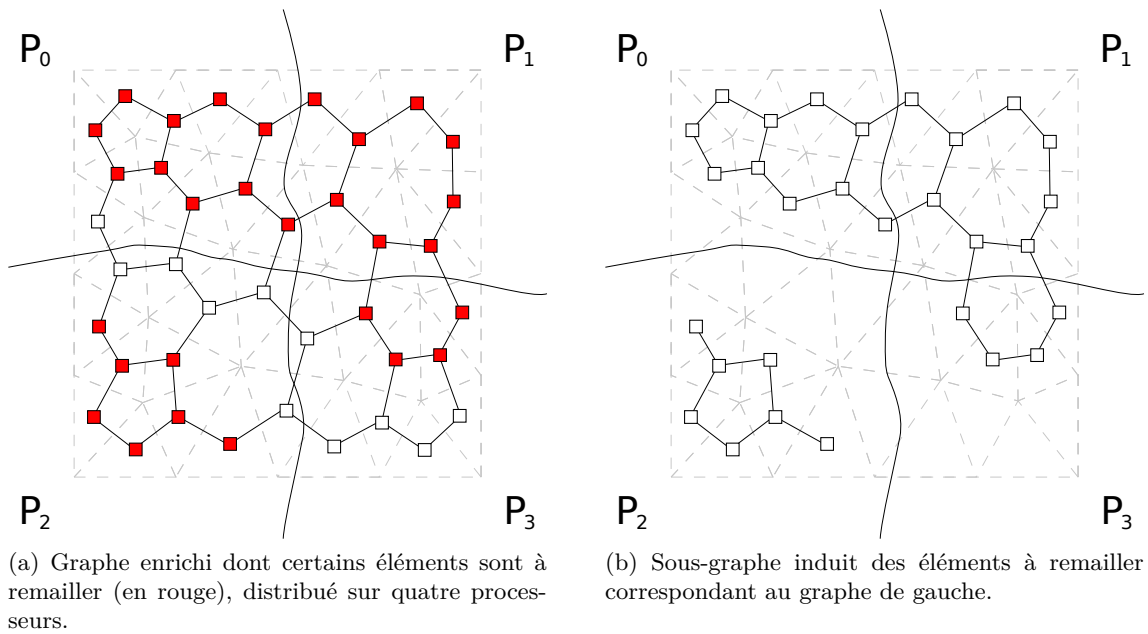 P0 P1 P0 P1
P2 P3 P2 P3
(a) Graphe enrichi dont certains éléments sont à
remailler (en rouge), distribué sur quatre proces-
seurs.
(b) Sous-graphe induit des éléments à remailler
correspondant au graphe de gauche.